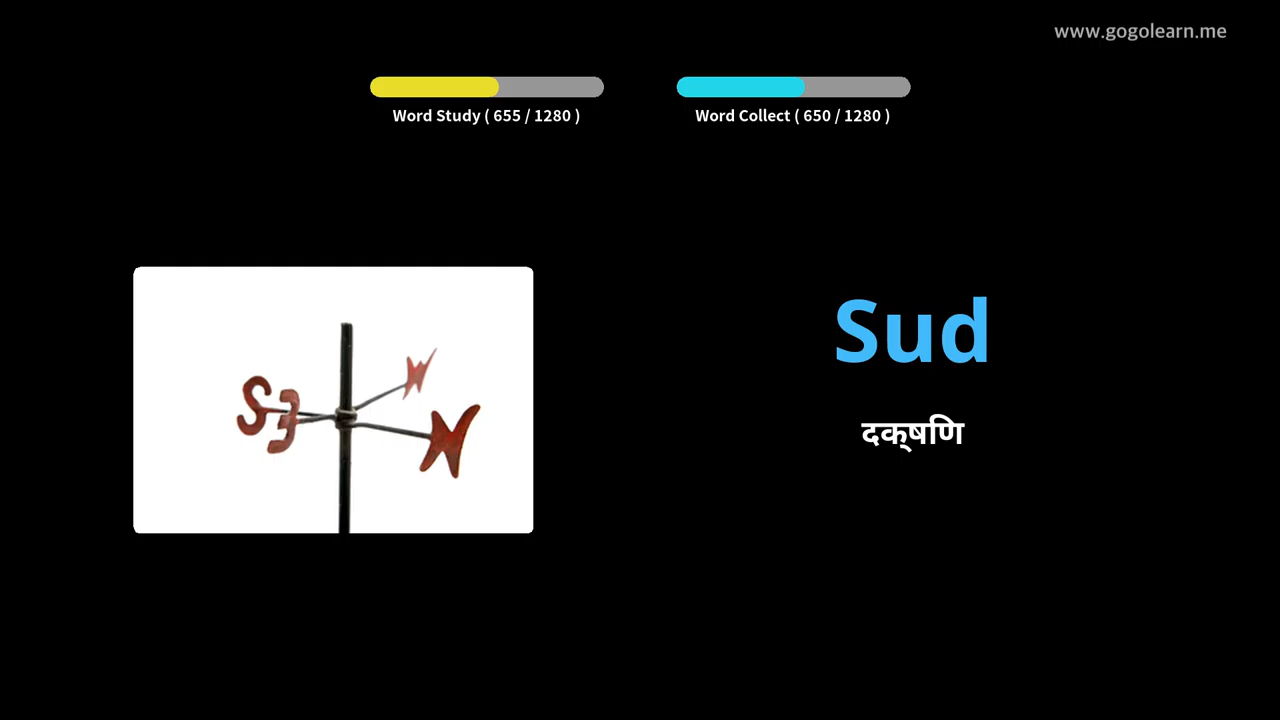 www.gogolearn.me
Word Study ( 655 / 1280 )
Word Collect ( 650 / 1280 )
S E N W
Sud
दक्षणि